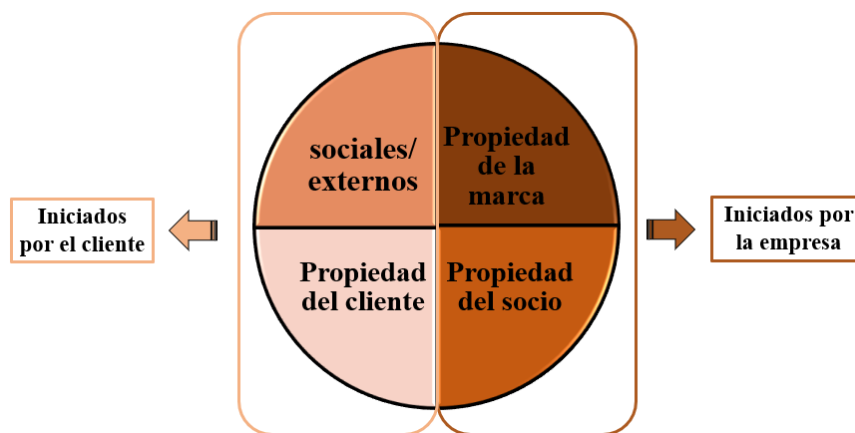 sociales/
externos
Propiedad
de la
marca
Iniciados
por el cliente
Iniciados por
la empresa
Propiedad
del cliente
Propiedad
del socio